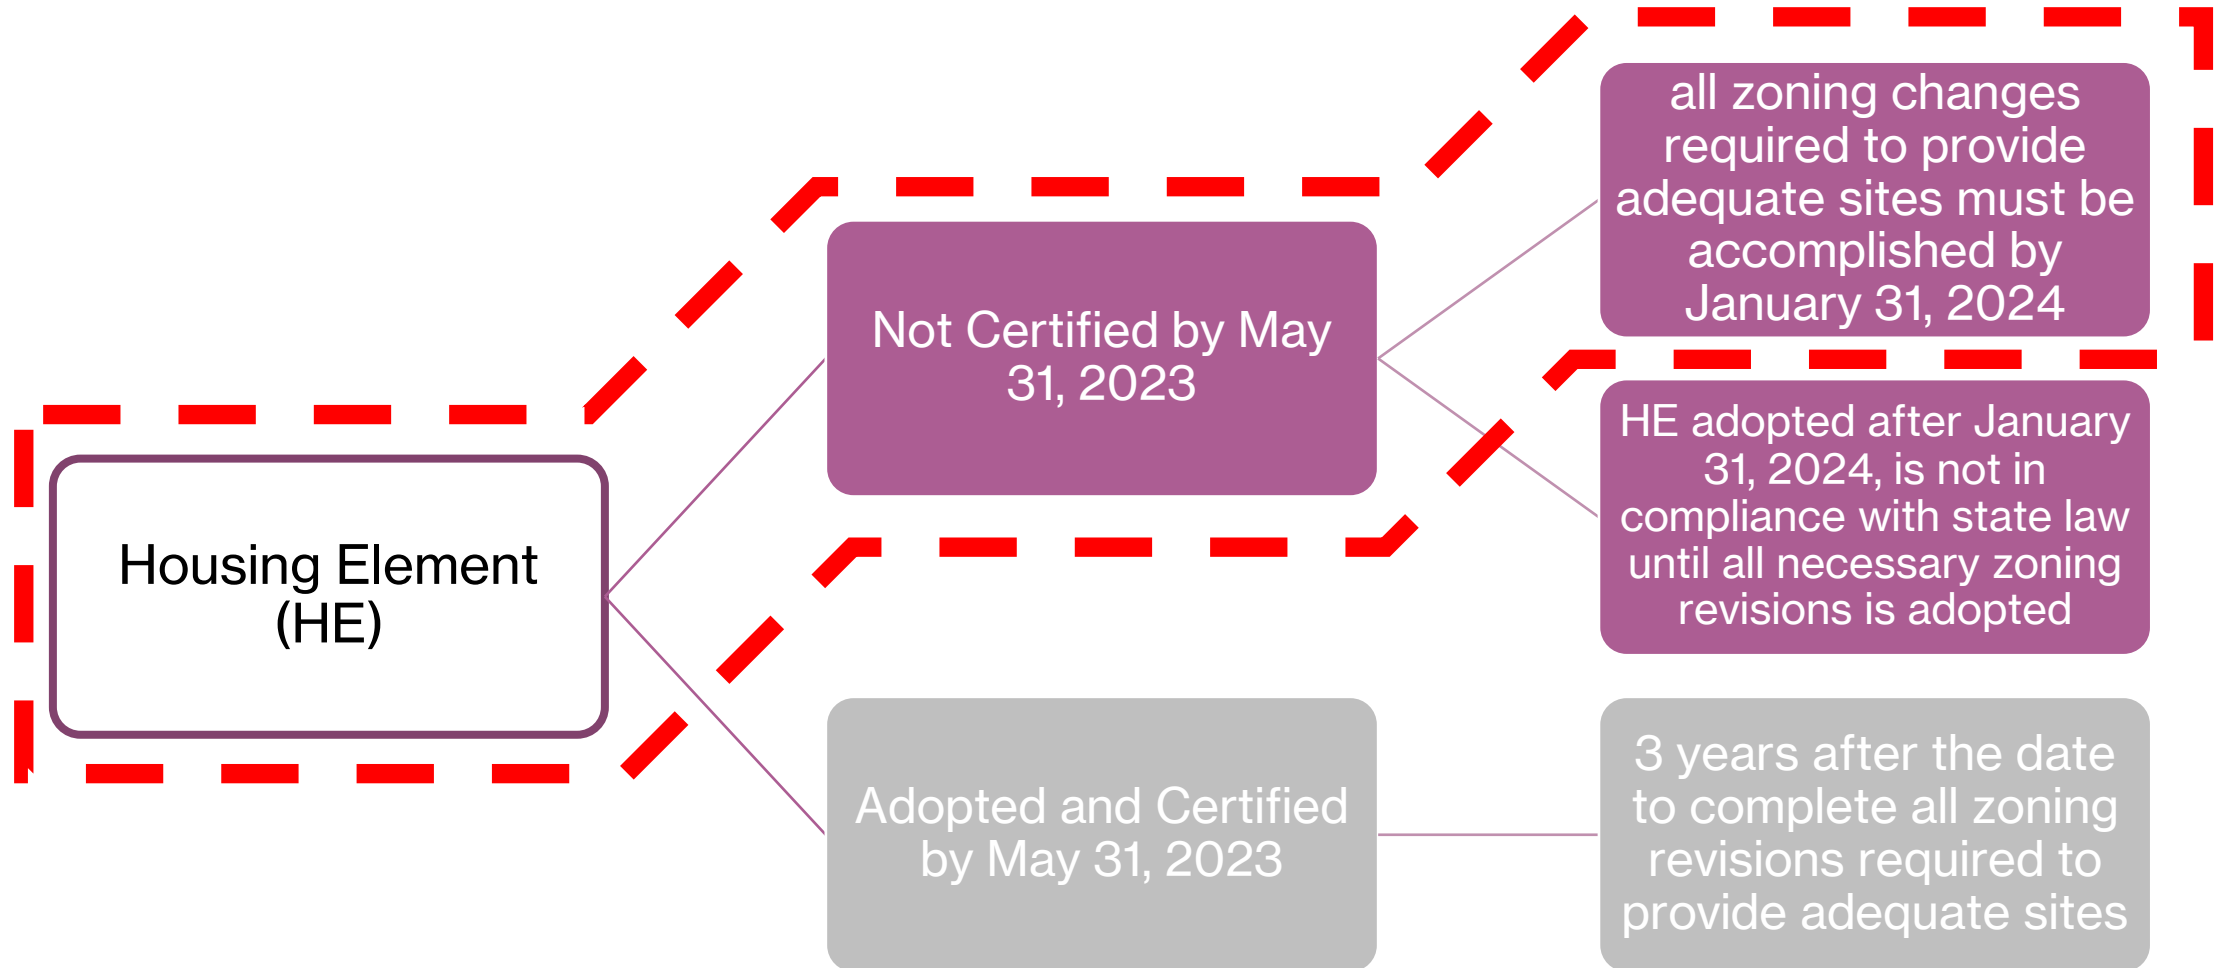 Housing Element
(HE)
Not Certified by May
31, 2023
all zoning changes
required to provide
adequate sites must be
accomplished by
January 31, 2024
HE adopted after January
31, 2024, is not in
compliance with state law
until all necessary zoning
revisions is adopted
Adopted and Certified
by May 31, 2023
3 years after the date
to complete all zoning
revisions required to
provide adequate sites